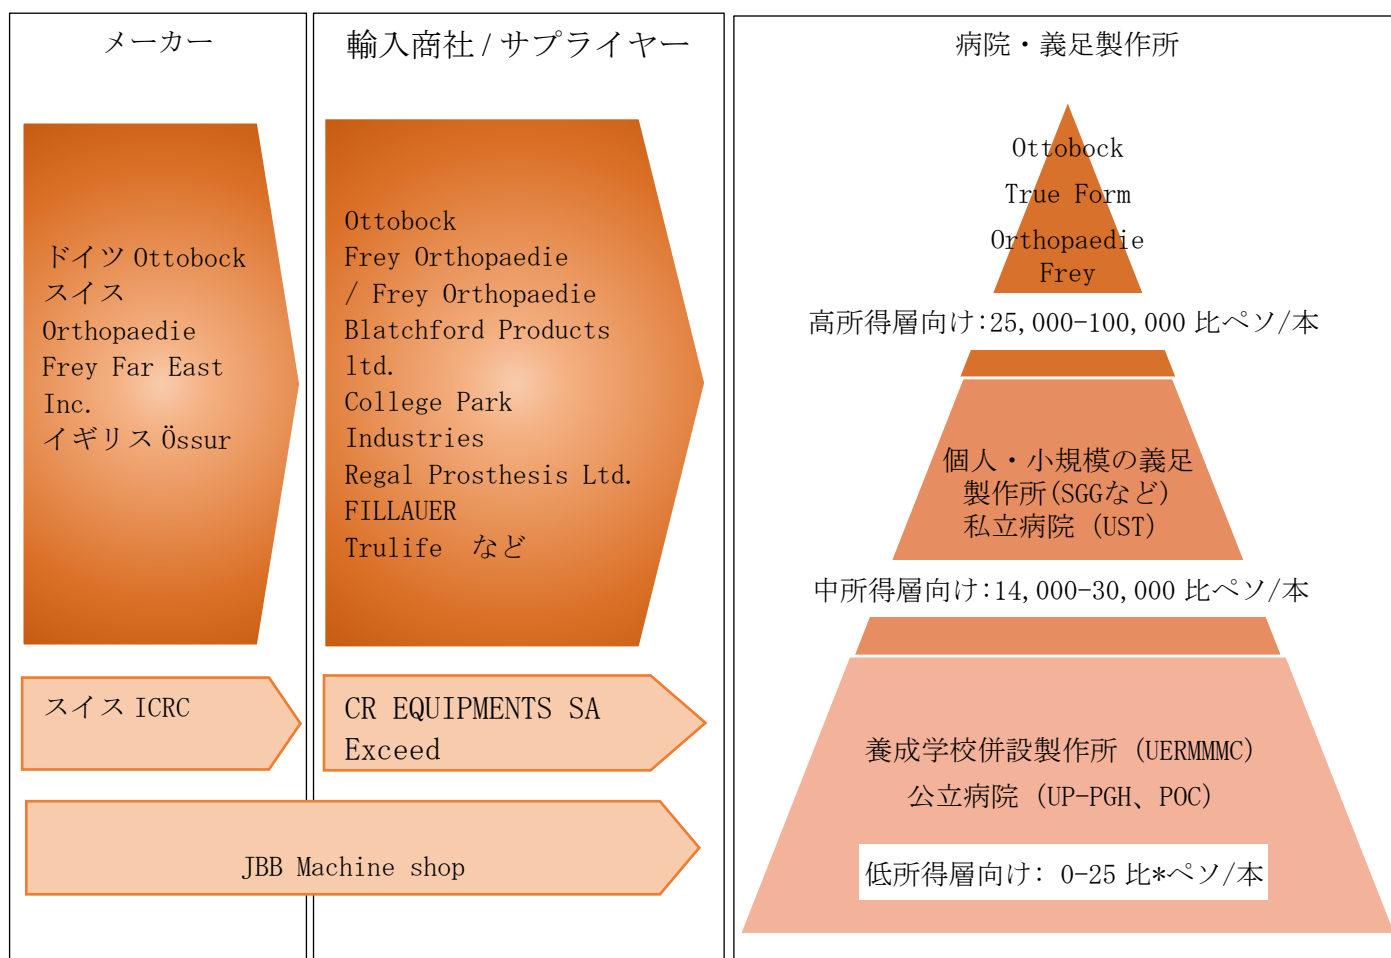 メーカー
ドイツ Ottobock
スイス
Orthopaedie
Frey Far East
Inc.
イギリス Össur
スイス ICRC
輸入商社 / サプライヤー
Ottobock
Frey Orthopaedie
/ Frey Orthopaedie
Blatchford Products
ltd.
College Park
Industries
Regal Prosthesis Ltd.
FILLAUER
Trulife　など
CR EQUIPMENTS SA
Exceed
JBB Machine shop
病院・義足製作所
Ottobock
True Form
Orthopaedie
Frey
高所得層向け:25,000-100,000 比ペソ/本
個人・小規模の義足
製作所(SGGなど)
私立病院 (UST)
中所得層向け:14,000-30,000 比ペソ/本
養成学校併設製作所 (UERMMMC)
公立病院 (UP-PGH、POC)
低所得層向け: 0-25 比*ペソ/本